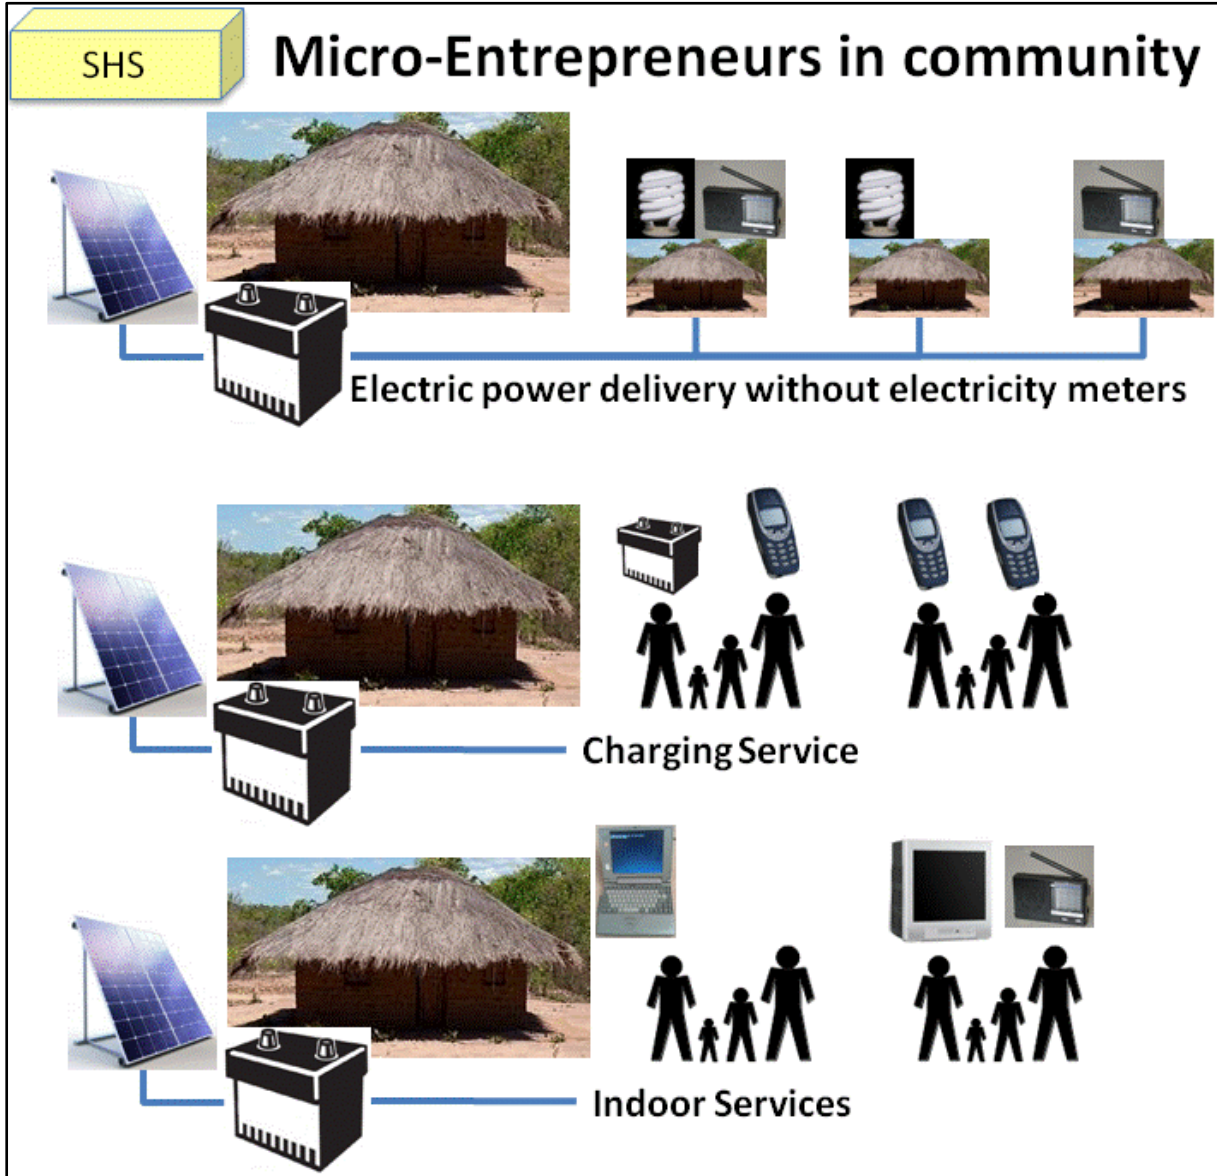 SHS
Micro-Entrepreneurs in community
Electric power delivery without electricity meters
Charging Service
Indoor Services